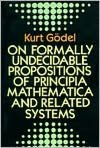 Kurt Gödel
ON FORMALLY
UNDECIDABLE
PROPOSITIONS
OF PRINCIPIA
MATHEMATICA
AND RELATED
SYSTEMS